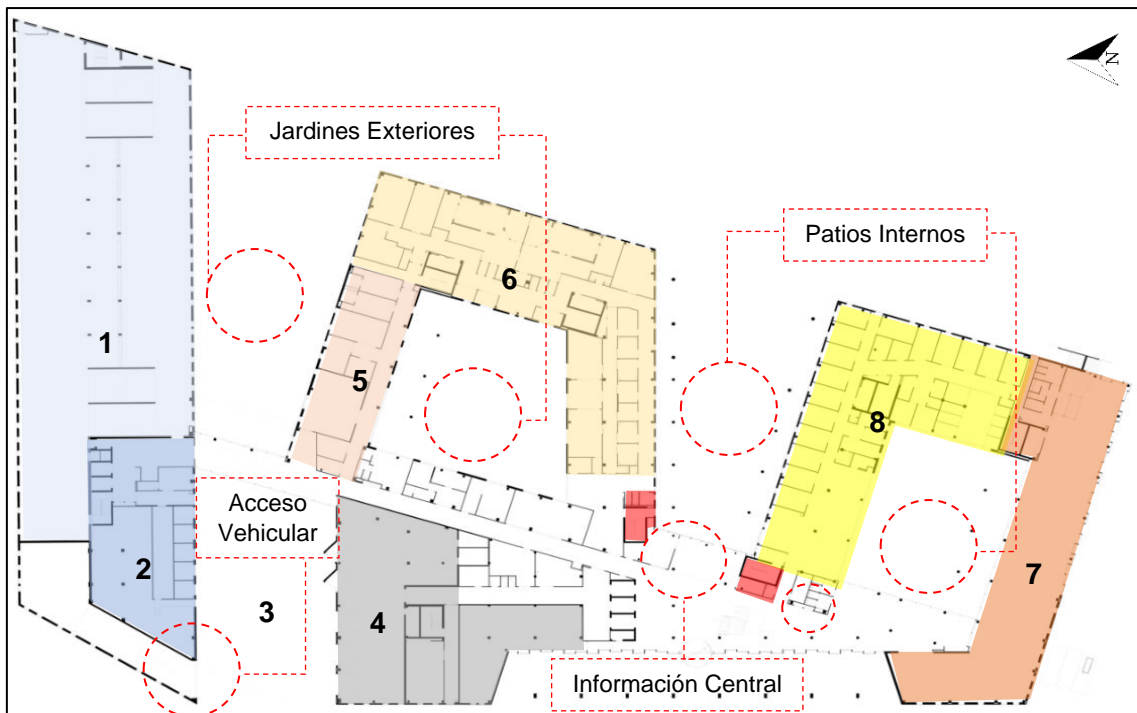 N
Jardines Exteriores
Patios Internos
6
1
5
8
Acceso
Vehicular
2
3
4
7
Información Central